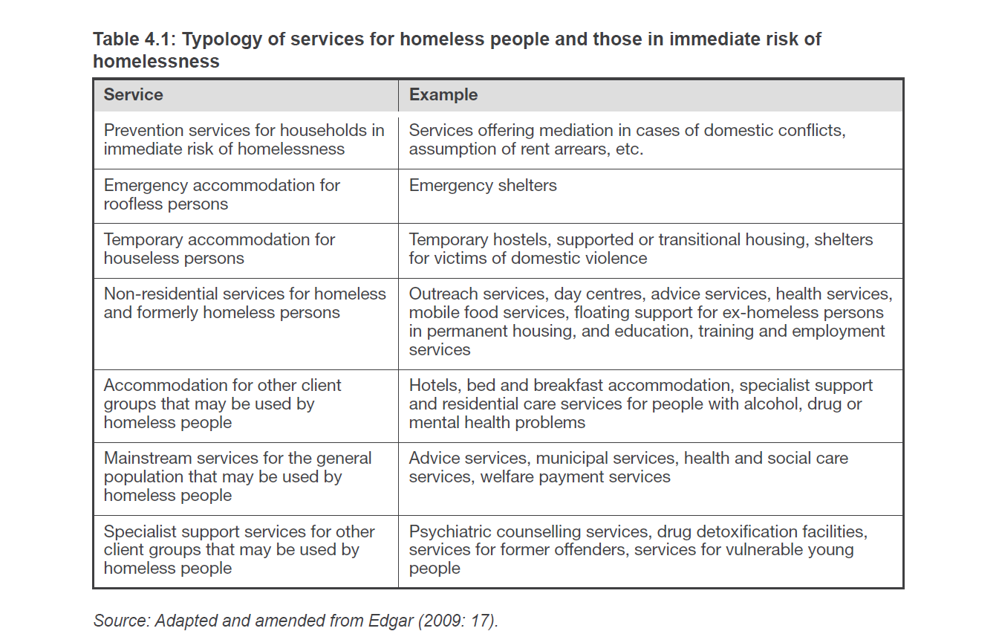 Table 4.1: Typology of services for homeless people and those in immediate risk of
homelessness
Service
Example
Prevention services for households in
immediate risk of homelessness
Services offering mediation in cases of domestic conflicts,
assumption of rent arrears, etc.
Emergency accommodation for
roofless persons
Emergency shelters
Temporary accommodation for
houseless persons
Temporary hostels, supported or transitional housing, shelters
for victims of domestic violence
Non-residential services for homeless
and formerly homeless persons
Outreach services, day centres, advice services, health services,
mobile food services, floating support for ex-homeless persons
in permanent housing, and education, training and employment
services
Accommodation for other client
groups that may be used by
homeless people
Hotels, bed and breakfast accommodation, specialist support
and residential care services for people with alcohol, drug or
mental health problems
Mainstream services for the general
population that may be used by
homeless people
Advice services, municipal services, health and social care
services, welfare payment services
Specialist support services for other
client groups that may be used by
homeless people
Psychiatric counselling services, drug detoxification facilities,
services for former offenders, services for vulnerable young
people
Source: Adapted and amended from Edgar (2009: 17).